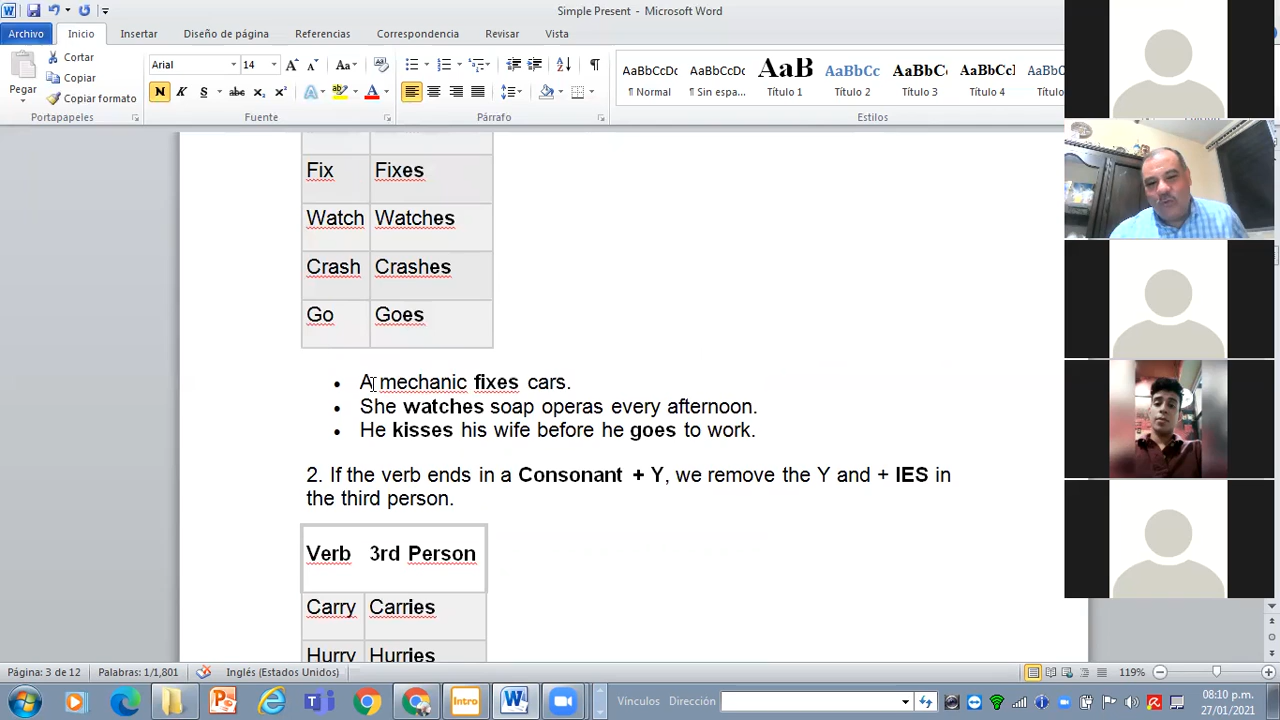 Simple Present - Microsoft Word
Archivo Inicio Insertar Diseño de página Referencias Correspondencia Revisar Vista
Cortar
Copiar
Copiar formato
Pegar
Portapapeles
Arial 14
Fuente
Párrafo
AaBbCcDc AaBbCcDc AaB AaBbCc AaBbC AaBbCcI AaBbCcD
¶ Normal ¶ Sin espa... Título 1 Título 2 Título 3 Título 4 Título
Estilos
Fix Fixes
Watch Watches
Crash Crashes
Go Goes
• A mechanic fixes cars.
• She watches soap operas every afternoon.
• He kisses his wife before he goes to work.
2. If the verb ends in a Consonant + Y, we remove the Y and + IES in
the third person.
Verb 3rd Person
Carry Carries
Hurry Hurries
Página: 3 de 12 Palabras: 1/1,801 Inglés (Estados Unidos) 119%
Intro Vínculos Dirección 08:10 p.m.
27/01/2021